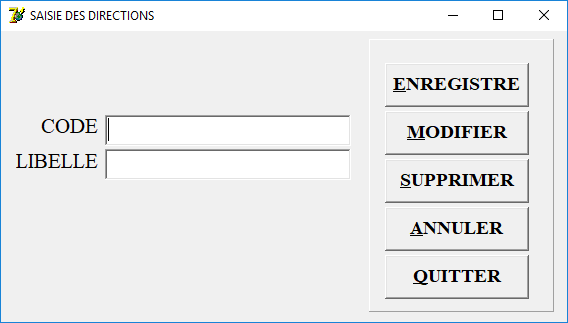 SAISIE DES DIRECTIONS
CODE
LIBELLE
ENREGISTRE
MODIFIER
SUPPRIMER
ANNULER
QUITTER